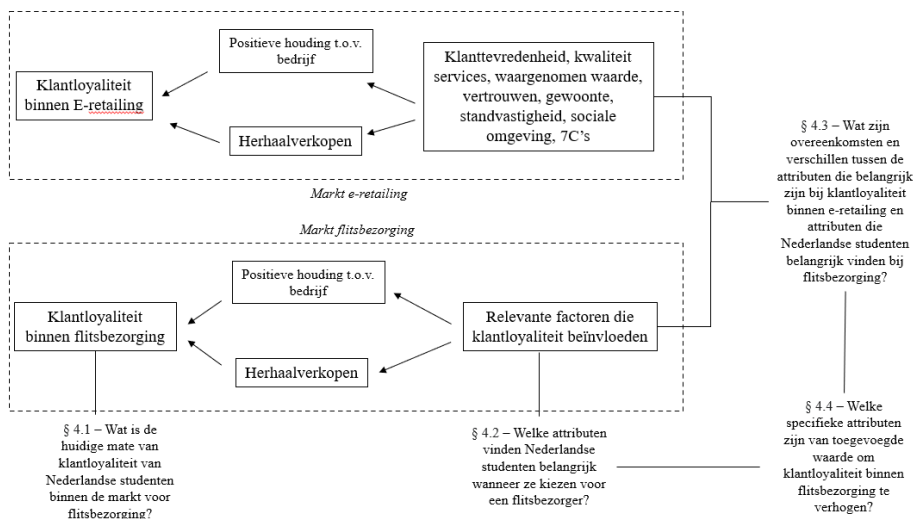 Positieve houding t.o.v.
bedrijf
Klantloyaliteit
binnen E-retailing
Herhaalverkopen
Klanttevredenheid, kwaliteit
services, waargenomen waarde,
vertrouwen, gewoonte,
standvastigheid, sociale
omgeving, 7C’s
Markt e-retailing
Markt flitsbezorging
Positieve houding t.o.v.
bedrijf
Klantloyaliteit
binnen flitsbezorging
Herhaalverkopen
Relevante factoren die
klantloyaliteit beïnvloeden
§ 4.3 – Wat zijn
overeenkomsten en
verschillen tussen de
attributen die belangrijk
zijn bij klantloyaliteit
binnen e-retailing en
attributen die
Nederlandse studenten
belangrijk vinden bij
flitsbezorging?
§ 4.1 – Wat is de
huidige mate van
klantloyaliteit van
Nederlandse studenten
binnen de markt voor
flitsbezorging?
§ 4.2 – Welke attributen
vinden Nederlandse
studenten belangrijk
wanneer ze kiezen voor
een flitsbezorger?
§ 4.4 – Welke
specifieke attributen
zijn van toegevoegde
waarde om
klantloyaliteit binnen
flitsbezorging te
verhogen?